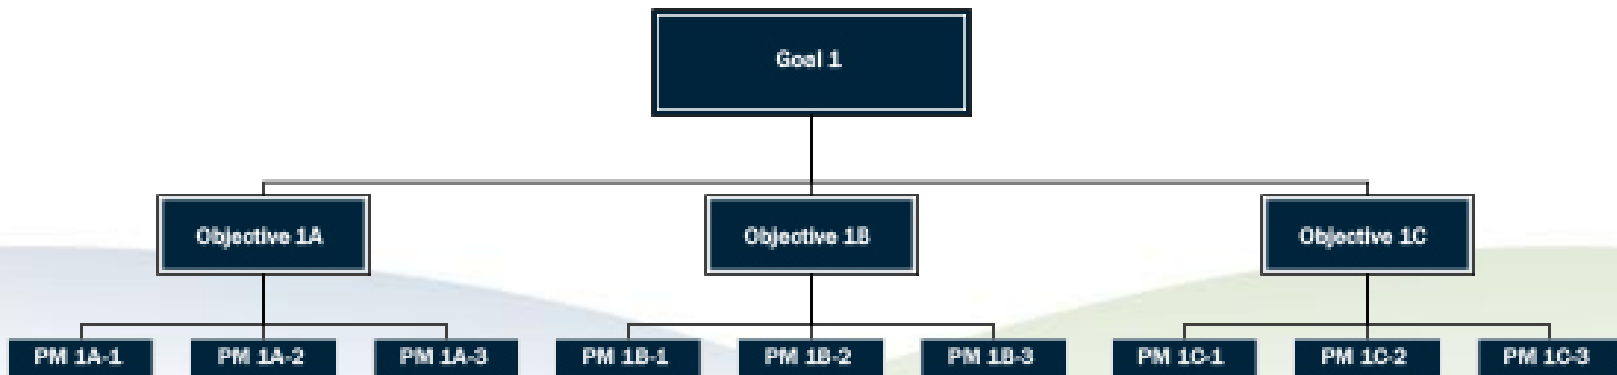 Goal 1
Objective 1A
Objective 1B
Objective 1C
PM 1A-1
PM 1A-2
PM 1A-3
PM 1B-1
PM 1B-2
PM 1B-3
PM 1C-1
PM 1C-2
PM 1C-3